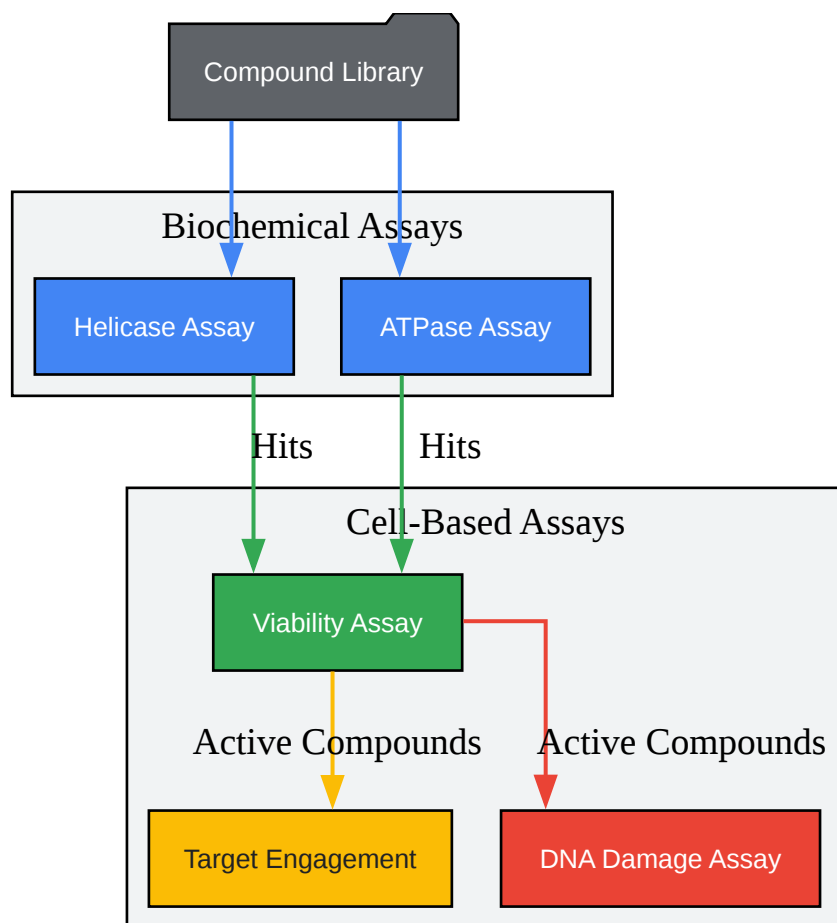 Compound Library
Biochemical Assays
Helicase Assay
ATPase Assay
Hits
Hits
Cell-Based Assays
Viability Assay
Active Compounds
Active Compounds
Target Engagement
DNA Damage Assay